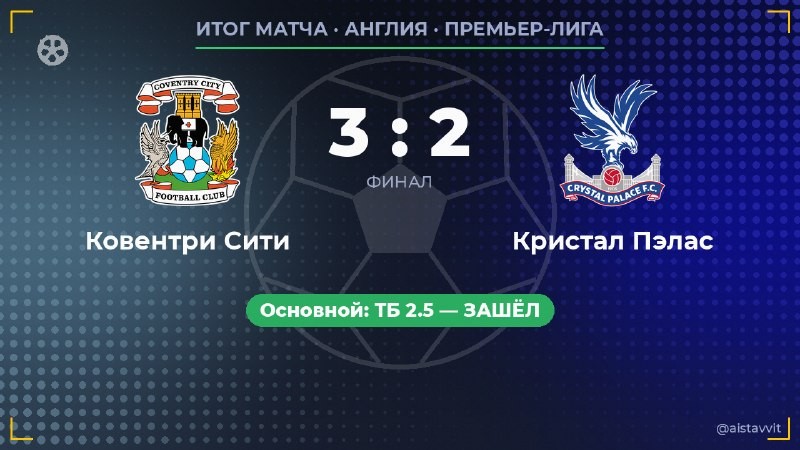 ИТОГ МАТЧА · АНГЛИЯ · ПРЕМЬЕР-ЛИГА
COVENTRY CITY
FOOTBALL CLUB
3 : 2
ФИНАЛ
CRYSTAL PALACE F.C.
Ковентри Сити
Кристал Пэлас
Основной: ТБ 2.5 — ЗАШЁЛ
@aistavvit